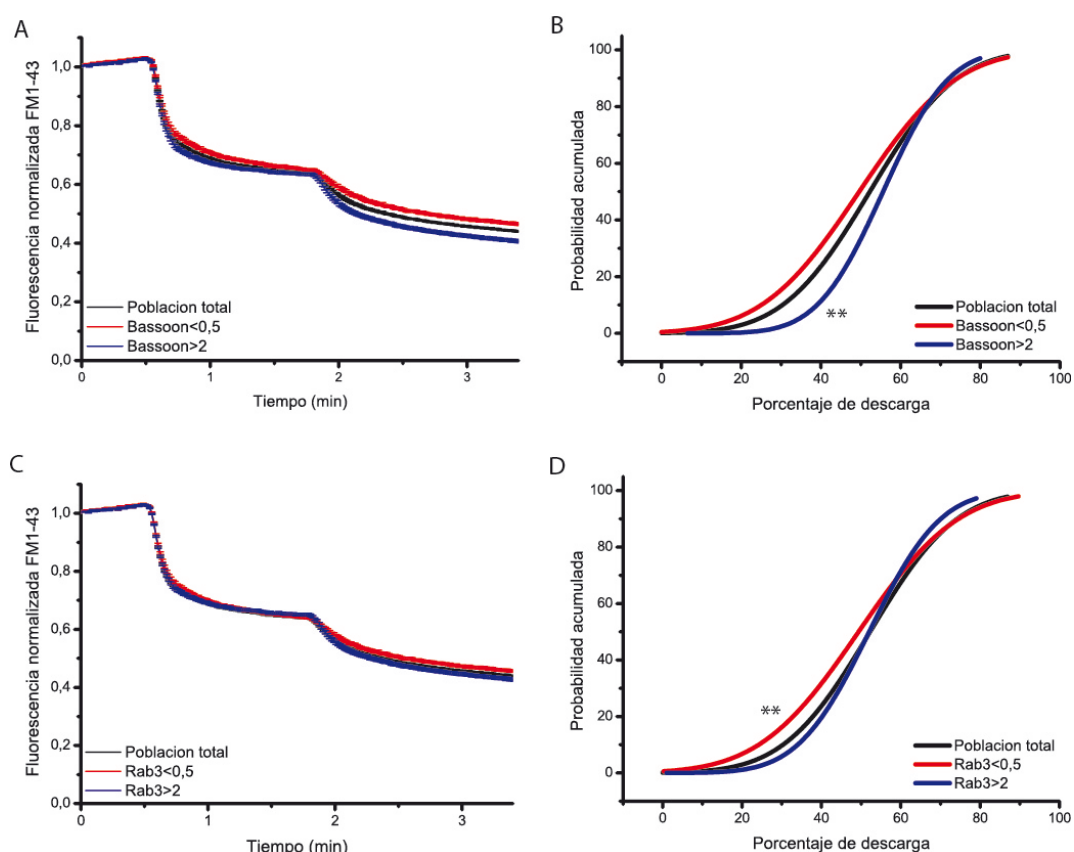 A
Fluorescencia normalizada FM1-43
1,0
0,8
0,6
0,4
0,2
0,0
Poblacion total
Bassoon<0,5
Bassoon>2
0
1
2
3
Tiempo (min)
B
Probabilidad acumulada
100
80
60
40
20
0
**
Poblacion total
Bassoon<0,5
Bassoon>2
0
20
40
60
80
100
Porcentaje de descarga
C
Fluorescencia normalizada FM1-43
1,0
0,8
0,6
0,4
0,2
0,0
Poblacion total
Rab3<0,5
Rab3>2
0
1
2
3
Tiempo (min)
D
Probabilidad acumulada
100
80
60
40
20
0
**
Poblacion total
Rab3<0,5
Rab3>2
0
20
40
60
80
100
Porcentaje de descarga